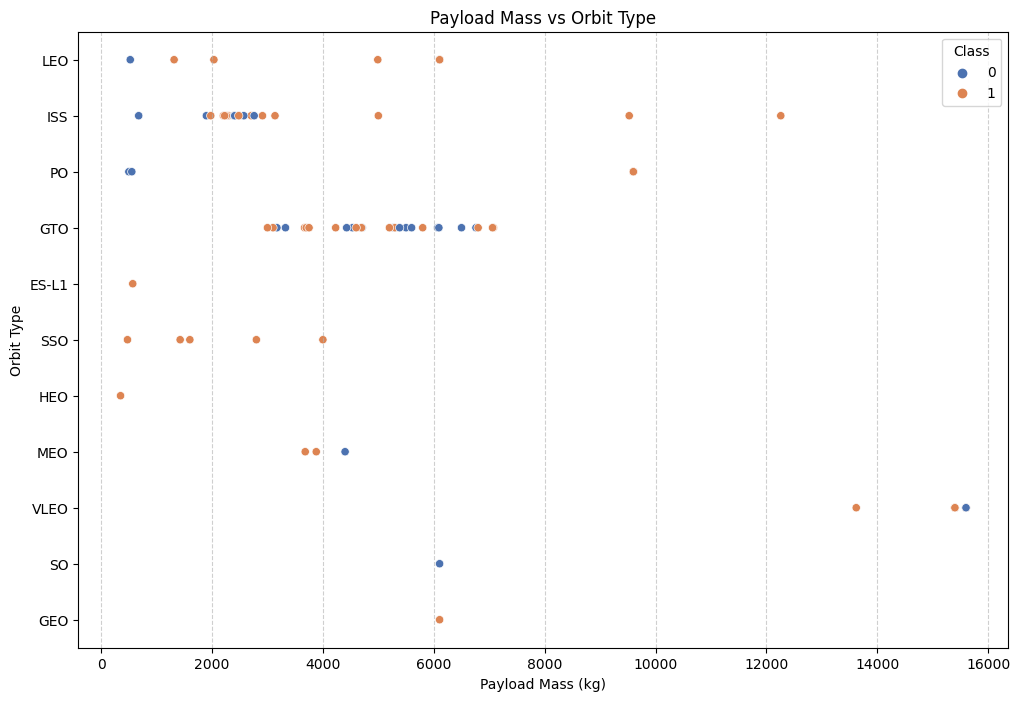 Payload Mass vs Orbit Type
Class
0
1
Orbit Type
LEO
ISS
PO
GTO
ES-L1
SSO
HEO
MEO
VLEO
SO
GEO
0 2000 4000 6000 8000 10000 12000 14000 16000
Payload Mass (kg)